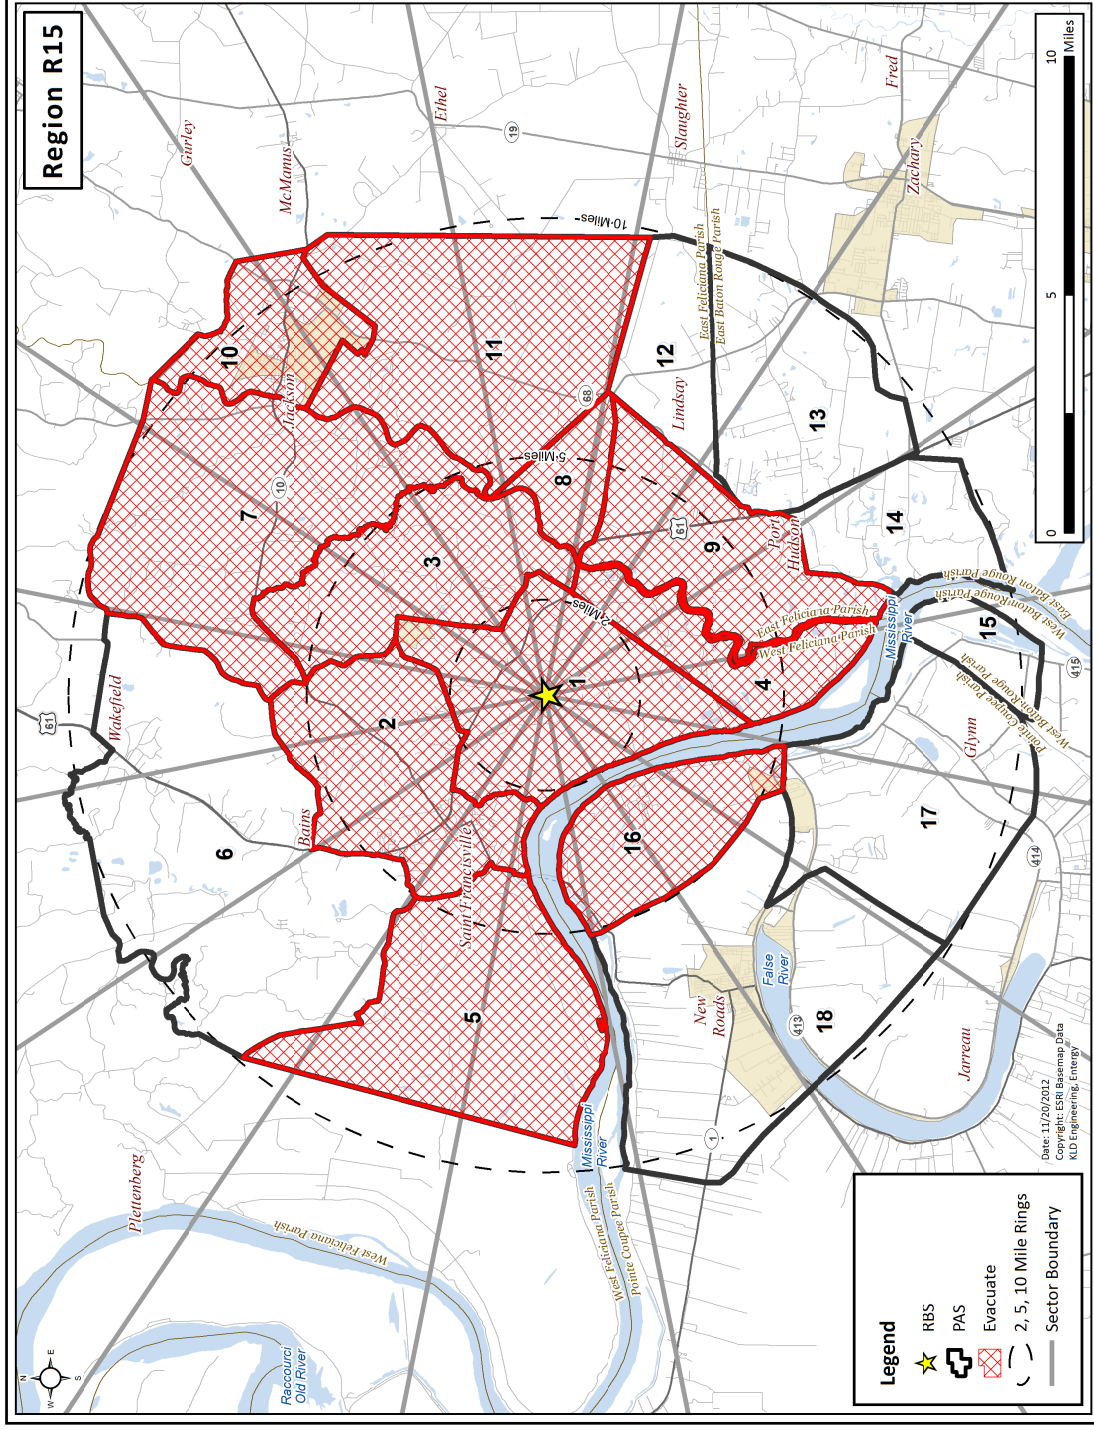 Region R15
Gurley
McManus
Ethel
Slaughter
Fred
Zachary
19
10 Miles
East Feliciana Parish
East Baton Rouge Parish
10
11
12
13
Jackson
68
Lindsay
10
7
5 Miles
8
3
61
9
Port
Hudson
14
2 Miles
East Feliciana Parish
West Feliciana Parish
Mississippi
River
West Baton Rouge Parish
East Baton Rouge Parish
15
1
4
2
61
Wakefield
Bains
6
Saint Francisville
16
5
Pointe Coupee Parish
West Baton Rouge Parish
415
Glynn
17
414
New
Roads
False
River
413
18
Jarreau
1
Mississippi
River
West Feliciana Parish
Pointe Coupee Parish
Plettenberg
West Feliciana Parish
Raccourci
Old River
N
W
E
S
0
5
10
Miles
Legend
RBS
PAS
Evacuate
2, 5, 10 Mile Rings
Sector Boundary
Date: 11/20/2012
Copyright: ESRI Basemap Data
KLD Engineering, Entergy